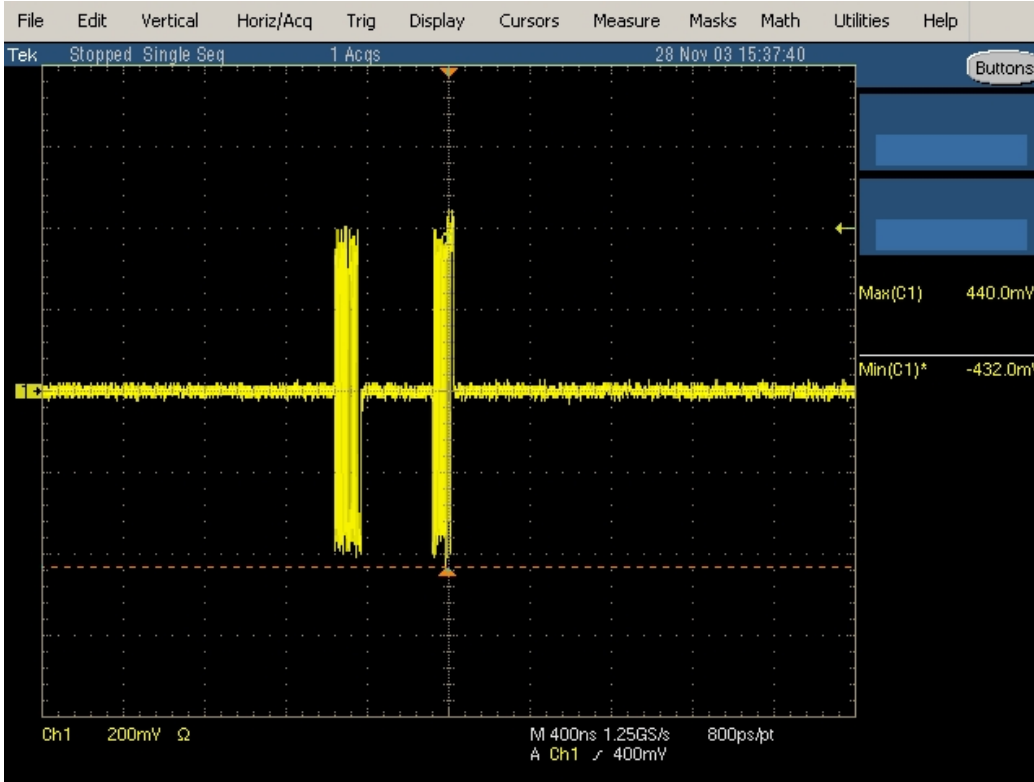 File Edit Vertical Horiz/Acq Trig Display Cursors Measure Masks Math Utilities Help
Tek Stopped Single Seq 1 Acqs 28 Nov 03 15:37:40
Buttons
Max(C1) 440.0mV
Min(C1)* -432.0mV
1
Ch1 200mV Ω M 400ns 1.25GS/s 800ps/pt
A Ch1 / 400mV